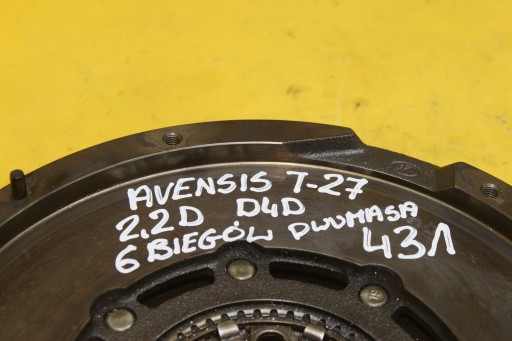 AVENSIS T-27
2.2D D4D
6 BIEGÓW DWUMASA
431